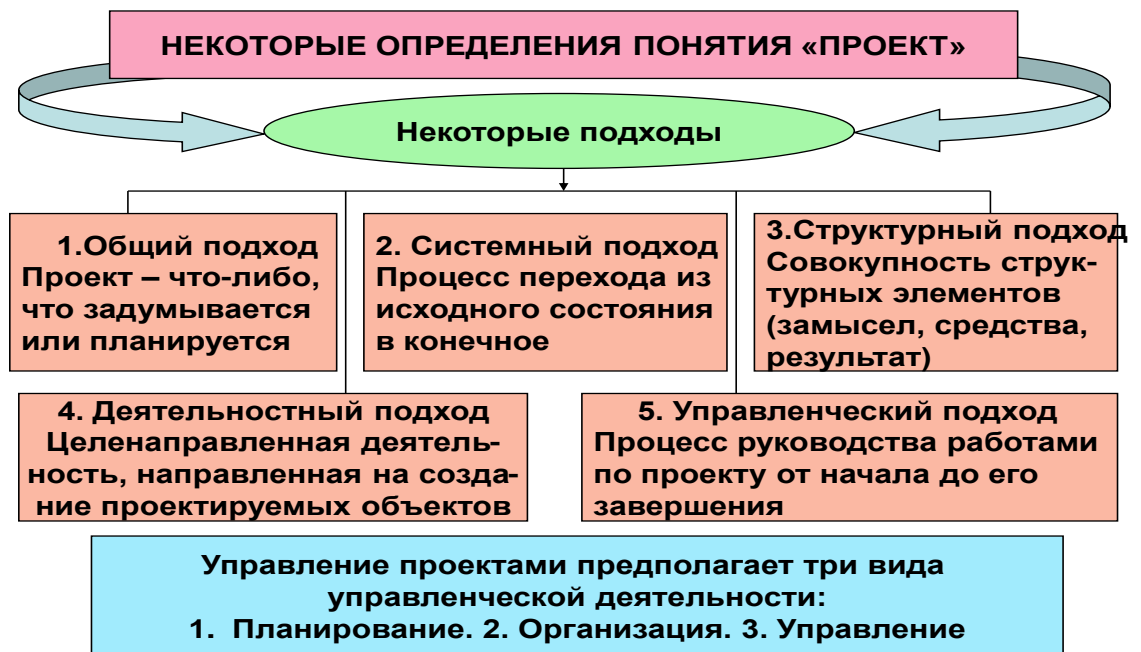 НЕКОТОРЫЕ ОПРЕДЕЛЕНИЯ ПОНЯТИЯ «ПРОЕКТ»
Некоторые подходы
1.Общий подход
Проект – что-либо,
что задумывается
или планируется
2. Системный подход
Процесс перехода из
исходного состояния
в конечное
3.Структурный подход
Совокупность струк-
турных элементов
(замысел, средства,
результат)
4. Деятельностный подход
Целенаправленная деятель-
ность, направленная на созда-
ние проектируемых объектов
5. Управленческий подход
Процесс руководства работами
по проекту от начала до его
завершения
Управление проектами предполагает три вида
управленческой деятельности:
1. Планирование. 2. Организация. 3. Управление